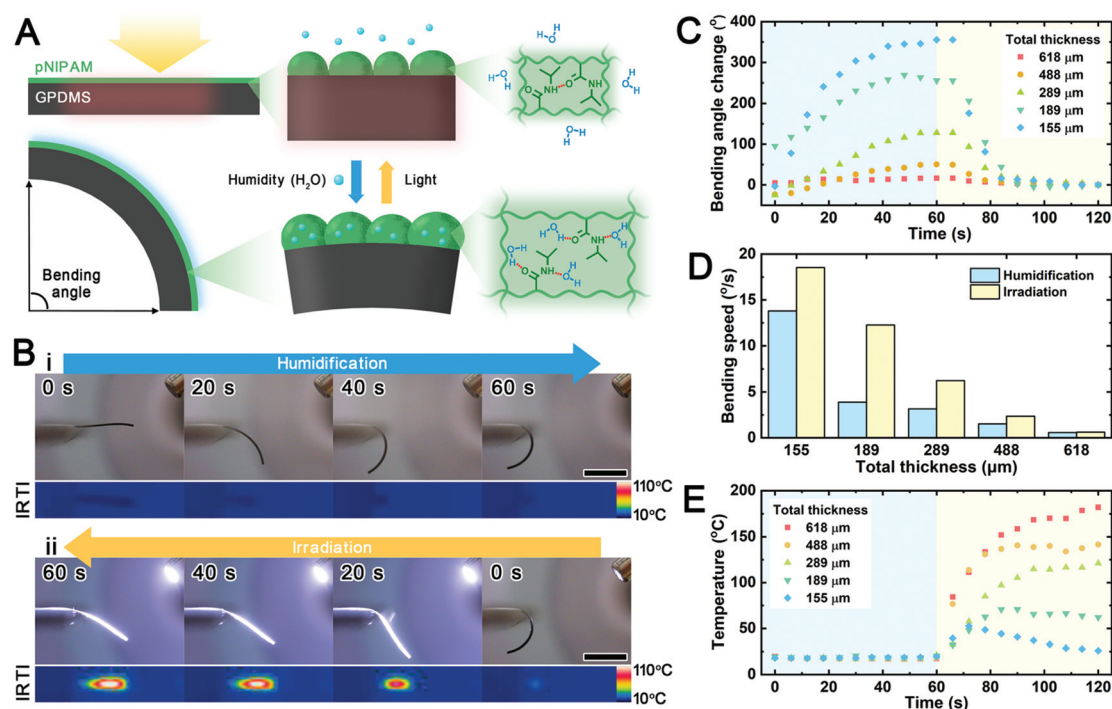 A
pNIPAM
GPDMS
Humidity (H₂O)
Light
Bending
angle
H
O
H
H
O
H
H
O
H
H
O
H
O
NH
O
HN
H
O
H
H
O
H
H
O
H
H
O
H
O
NH
O
HN
B
i
Humidification
0 s
20 s
40 s
60 s
IRTI
110°C
10°C
ii
Irradiation
60 s
40 s
20 s
0 s
IRTI
110°C
10°C
C
Bending angle change (°)
400
300
200
100
0
Total thickness
618 μm
488 μm
289 μm
189 μm
155 μm
0 20 40 60 80 100 120
Time (s)
D
Bending speed (°/s)
20
15
10
5
0
Humidification
Irradiation
155 189 289 488 618
Total thickness (μm)
E
Temperature (°C)
200
150
100
50
0
Total thickness
618 μm
488 μm
289 μm
189 μm
155 μm
0 20 40 60 80 100 120
Time (s)